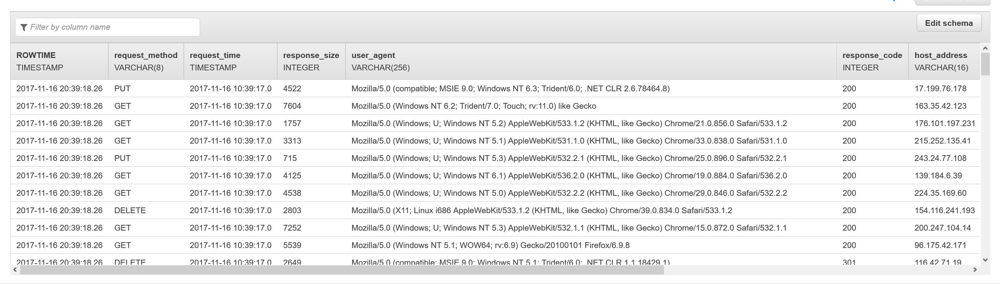 Filter by column name
Edit schema
ROWTIME request_method request_time response_size user_agent response_code host_address
TIMESTAMP VARCHAR(8) TIMESTAMP INTEGER VARCHAR(256) INTEGER VARCHAR(16)
2017-11-16 20:39:18.26 PUT 2017-11-16 10:39:17.0 4522 Mozilla/5.0 (compatible; MSIE 9.0; Windows NT 6.3; Trident/6.0; .NET CLR 2.6.78464.8) 200 17.199.76.178
2017-11-16 20:39:18.26 GET 2017-11-16 10:39:17.0 7604 Mozilla/5.0 (Windows NT 6.2; Trident/7.0; Touch; rv:11.0) like Gecko 200 163.35.42.123
2017-11-16 20:39:18.26 GET 2017-11-16 10:39:17.0 1757 Mozilla/5.0 (Windows; U; Windows NT 5.2) AppleWebKit/533.1.2 (KHTML, like Gecko) Chrome/21.0.856.0 Safari/533.1.2 200 176.101.197.231
2017-11-16 20:39:18.26 GET 2017-11-16 10:39:17.0 3313 Mozilla/5.0 (Windows; U; Windows NT 5.1) AppleWebKit/531.1.0 (KHTML, like Gecko) Chrome/33.0.838.0 Safari/531.1.0 200 215.252.135.41
2017-11-16 20:39:18.26 PUT 2017-11-16 10:39:17.0 715 Mozilla/5.0 (Windows; U; Windows NT 5.3) AppleWebKit/532.2.1 (KHTML, like Gecko) Chrome/25.0.896.0 Safari/532.2.1 200 243.24.77.108
2017-11-16 20:39:18.26 GET 2017-11-16 10:39:17.0 4125 Mozilla/5.0 (Windows; U; Windows NT 6.1) AppleWebKit/536.2.0 (KHTML, like Gecko) Chrome/19.0.884.0 Safari/536.2.0 200 139.184.6.39
2017-11-16 20:39:18.26 GET 2017-11-16 10:39:17.0 4538 Mozilla/5.0 (Windows; U; Windows NT 5.0) AppleWebKit/532.2.2 (KHTML, like Gecko) Chrome/29.0.846.0 Safari/532.2.2 200 224.35.169.60
2017-11-16 20:39:18.26 DELETE 2017-11-16 10:39:17.0 2803 Mozilla/5.0 (X11; Linux i686 AppleWebKit/533.1.2 (KHTML, like Gecko) Chrome/39.0.834.0 Safari/533.1.2 200 154.116.241.193
2017-11-16 20:39:18.26 GET 2017-11-16 10:39:17.0 7252 Mozilla/5.0 (Windows; U; Windows NT 5.3) AppleWebKit/532.1.1 (KHTML, like Gecko) Chrome/15.0.872.0 Safari/532.1.1 200 200.247.104.14
2017-11-16 20:39:18.26 GET 2017-11-16 10:39:17.0 5539 Mozilla/5.0 (Windows NT 5.1; WOW64; rv:6.9) Gecko/20100101 Firefox/6.9.8 200 96.175.42.171
2017-11-16 20:39:18.26 DELETE 2017-11-16 10:39:17.0 2649 Mozilla/5.0 (compatible; MSIE 9.0; Windows NT 5.1; Trident/6.0; .NET CLR 1.1.18429.1) 301 116.42.71.19